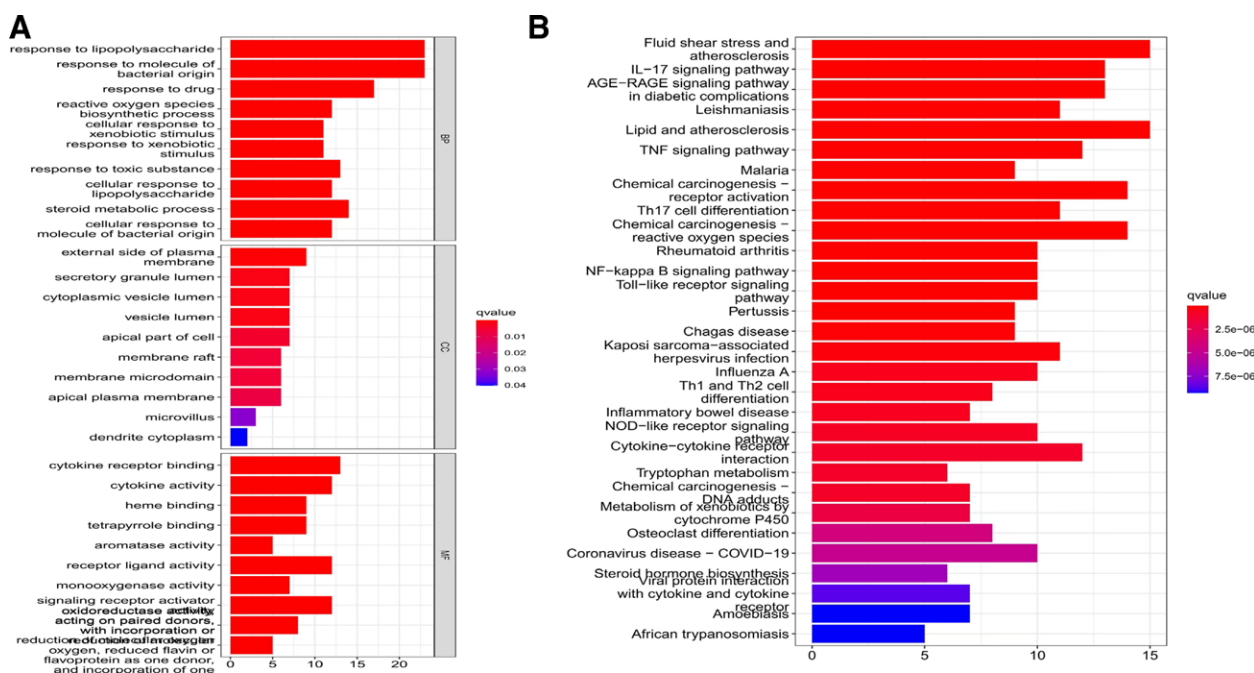 A
response to lipopolysaccharide
response to molecule of
bacterial origin
response to drug
reactive oxygen species
biosynthetic process
cellular response to
xenobiotic stimulus
response to xenobiotic
stimulus
response to toxic substance
cellular response to
lipopolysaccharide
steroid metabolic process
cellular response to
molecule of bacterial origin
BP
external side of plasma
membrane
secretory granule lumen
cytoplasmic vesicle lumen
vesicle lumen
apical part of cell
membrane raft
membrane microdomain
apical plasma membrane
microvillus
dendrite cytoplasm
CC
cytokine receptor binding
cytokine activity
heme binding
tetrapyrrole binding
aromatase activity
receptor ligand activity
monooxygenase activity
signaling receptor activator
oxidoreductase activity,
acting on paired donors,
with incorporation or
reduction of molecular oxygen
oxygen, reduced flavin or
flavoprotein as one donor,
and incorporation of one
MF
0 5 10 15 20
qvalue
0.01
0.02
0.03
0.04
B
Fluid shear stress and
atherosclerosis
IL−17 signaling pathway
AGE−RAGE signaling pathway
in diabetic complications
Leishmaniasis
Lipid and atherosclerosis
TNF signaling pathway
Malaria
Chemical carcinogenesis −
receptor activation
Th17 cell differentiation
Chemical carcinogenesis −
reactive oxygen species
Rheumatoid arthritis
NF−kappa B signaling pathway
Toll−like receptor signaling
pathway
Pertussis
Chagas disease
Kaposi sarcoma−associated
herpesvirus infection
Influenza A
Th1 and Th2 cell
differentiation
Inflammatory bowel disease
NOD−like receptor signaling
pathway
Cytokine−cytokine receptor
interaction
Tryptophan metabolism
Chemical carcinogenesis −
DNA adducts
Metabolism of xenobiotics by
cytochrome P450
Osteoclast differentiation
Coronavirus disease − COVID−19
Steroid hormone biosynthesis
Viral protein interaction
with cytokine and cytokine
receptor
Amoebiasis
African trypanosomiasis
0 5 10 15
qvalue
2.5e−06
5.0e−06
7.5e−06